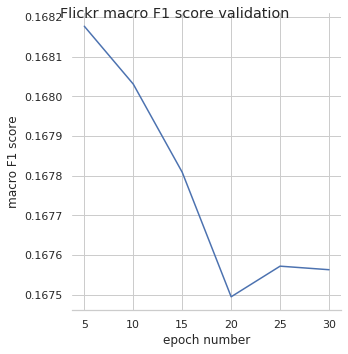 Flickr macro F1 score validation
0.1682
0.1681
0.1680
0.1679
0.1678
0.1677
0.1676
0.1675
macro F1 score
5 10 15 20 25 30
epoch number